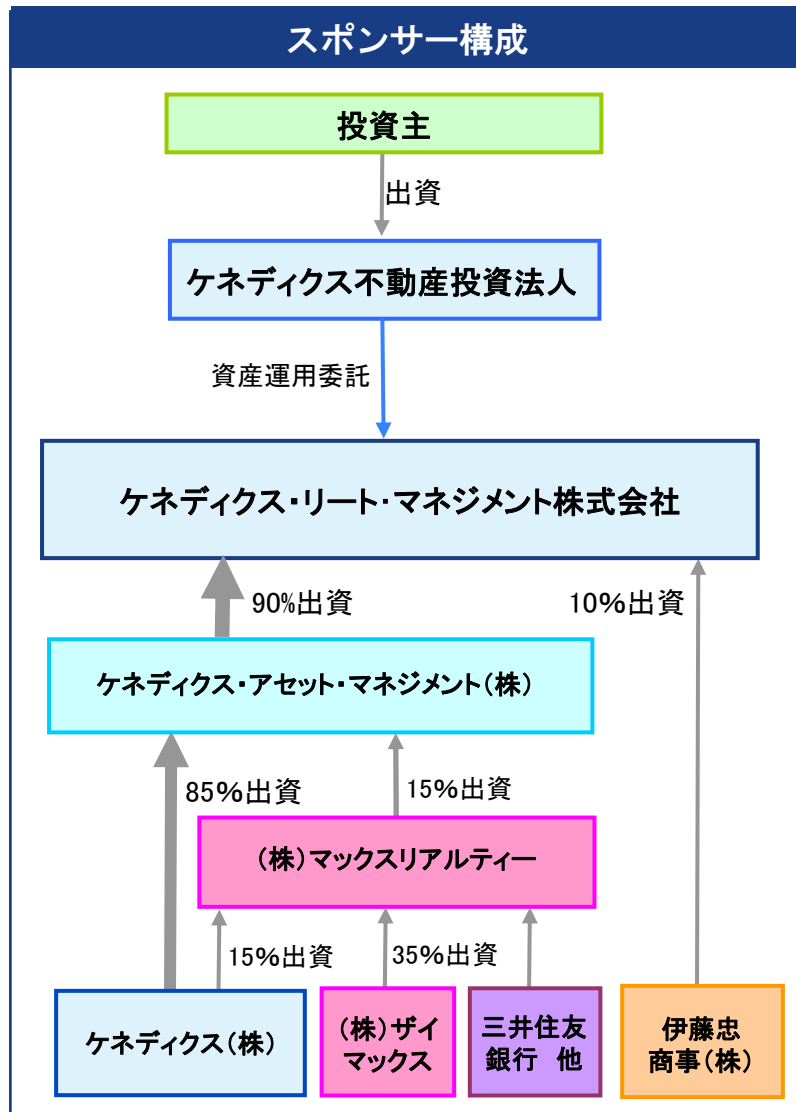 スポンサー構成
投資主
出資
ケネディクス不動産投資法人
資産運用委託
ケネディクス・リート・マネジメント株式会社
90%出資
10%出資
ケネディクス・アセット・マネジメント(株)
85%出資
15%出資
(株)マックスリアルティー
15%出資
35%出資
ケネディクス(株)
(株)ザイ
マックス
三井住友
銀行 他
伊藤忠
商事(株)